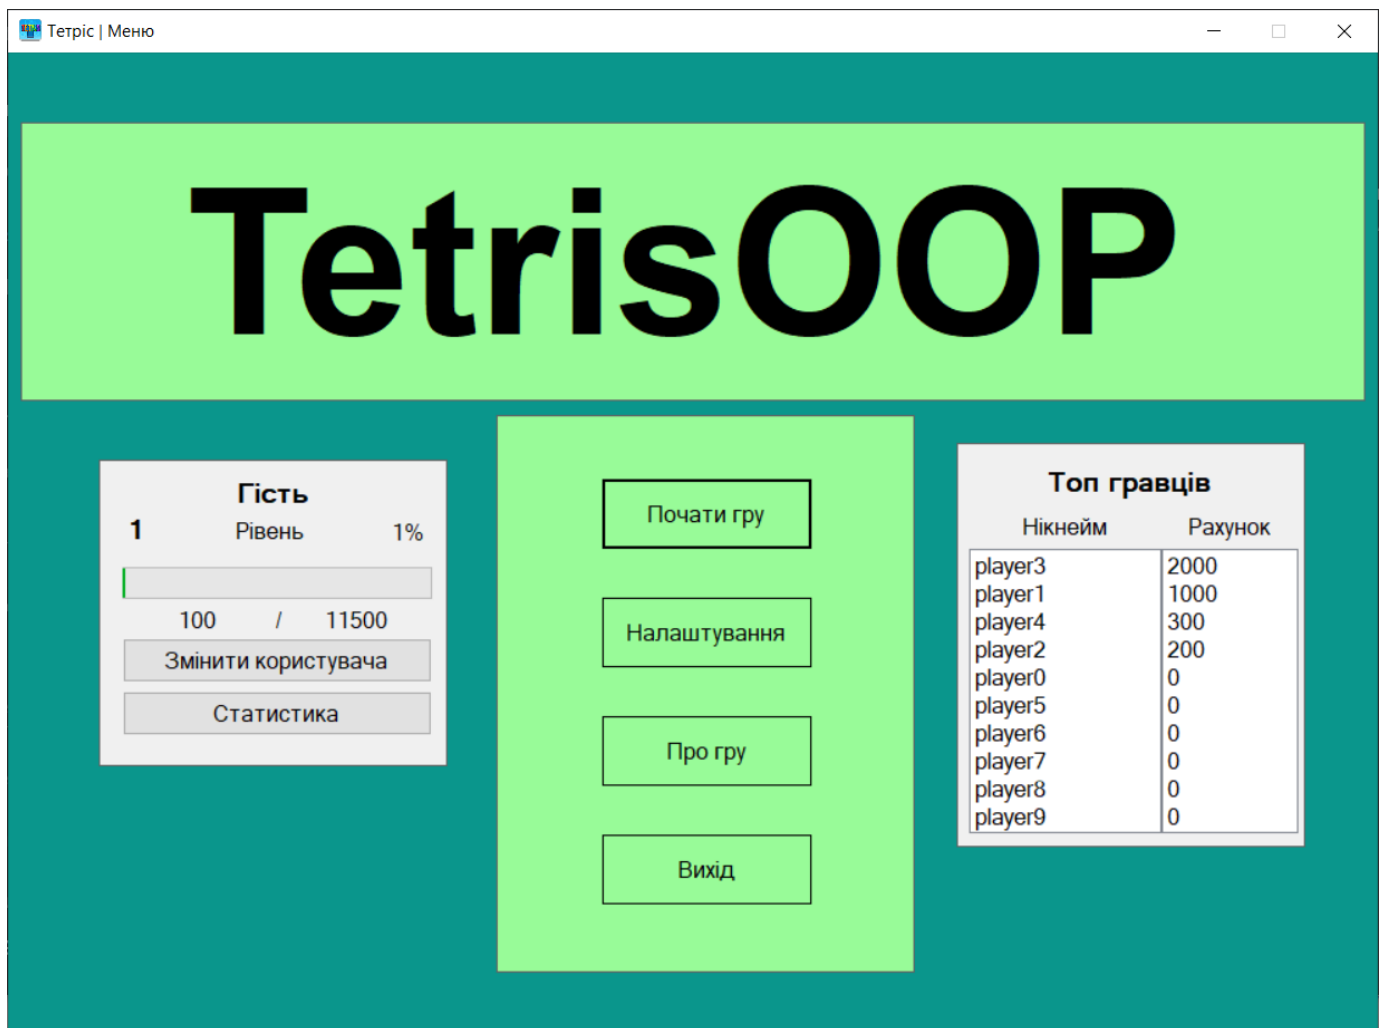 Тетріс | Меню
TetrisOOP
Гість
1 Рівень 1%
100 / 11500
Змінити користувача
Статистика
Почати гру
Налаштування
Про гру
Вихід
Топ гравців
Нікнейм Рахунок
player3 2000
player1 1000
player4 300
player2 200
player0 0
player5 0
player6 0
player7 0
player8 0
player9 0